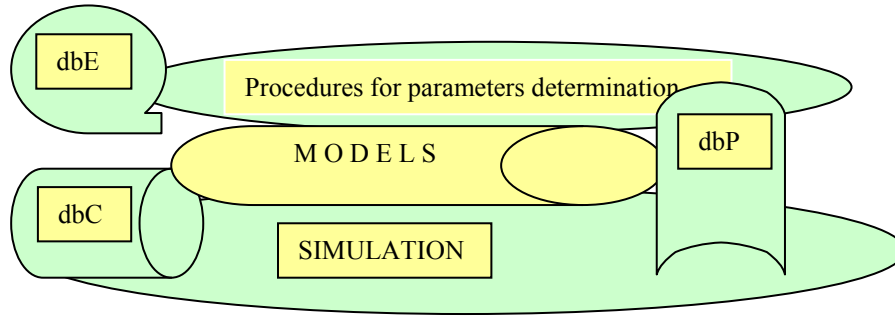 dbE
Procedures for parameters determination
M O D E L S
dbP
dbC
SIMULATION